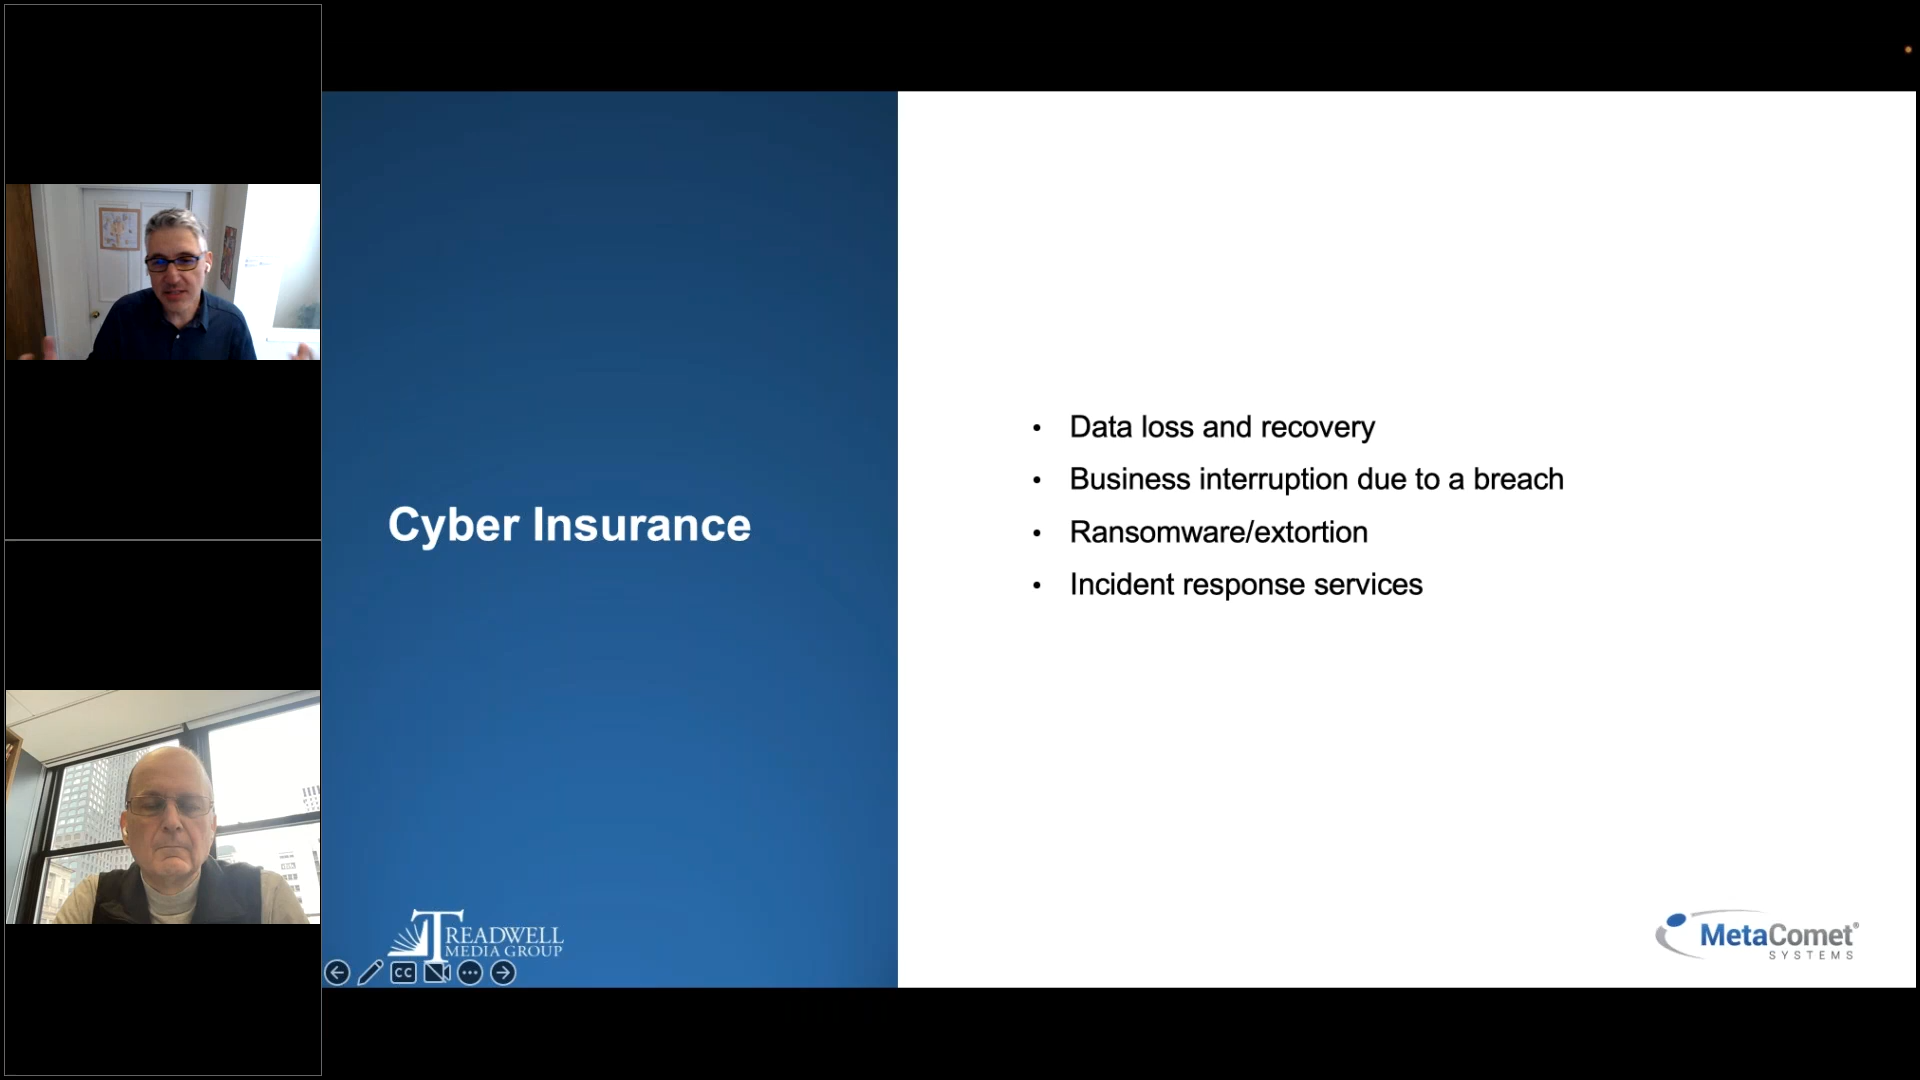 Cyber Insurance
• Data loss and recovery
• Business interruption due to a breach
• Ransomware/extortion
• Incident response services
TREADWELL
MEDIA GROUP
CC
MetaComet®
SYSTEMS